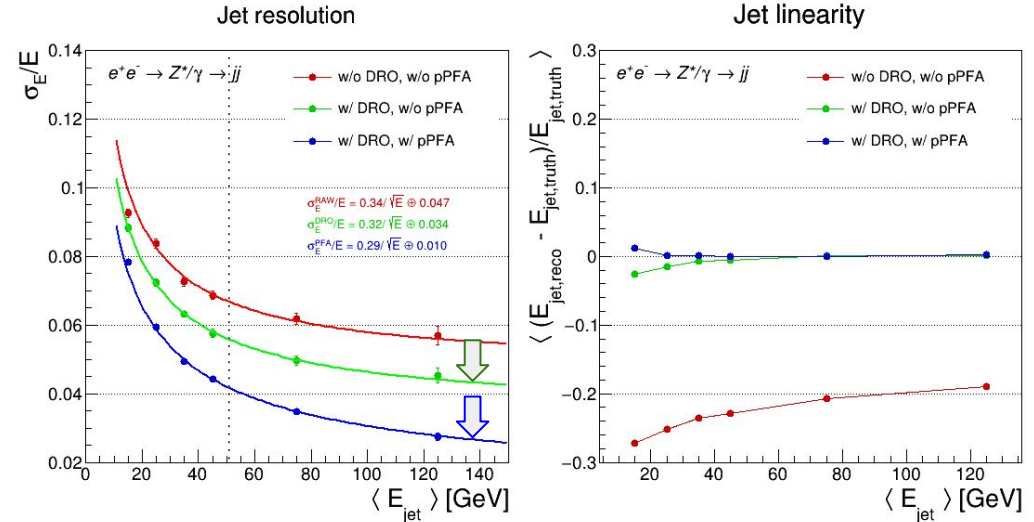 Jet resolution
σ_E/E
0.14
0.12
0.1
0.08
0.06
0.04
0.02
e⁺e⁻ → Z*/γ → jj
w/o DRO, w/o pPFA
w/ DRO, w/o pPFA
w/ DRO, w/ pPFA
σ_E^RAW/E = 0.34/√E ⊕ 0.047
σ_E^DRO/E = 0.32/√E ⊕ 0.034
σ_E^PFA/E = 0.29/√E ⊕ 0.010
0 20 40 60 80 100 120 140
⟨ E_jet ⟩ [GeV]
Jet linearity
⟨ (E_jet,reco - E_jet,truth)/E_jet,truth ⟩
0.3
0.2
0.1
0
−0.1
−0.2
−0.3
e⁺e⁻ → Z*/γ → jj
w/o DRO, w/o pPFA
w/ DRO, w/o pPFA
w/ DRO, w/ pPFA
20 40 60 80 100 120
⟨ E_jet ⟩ [GeV]